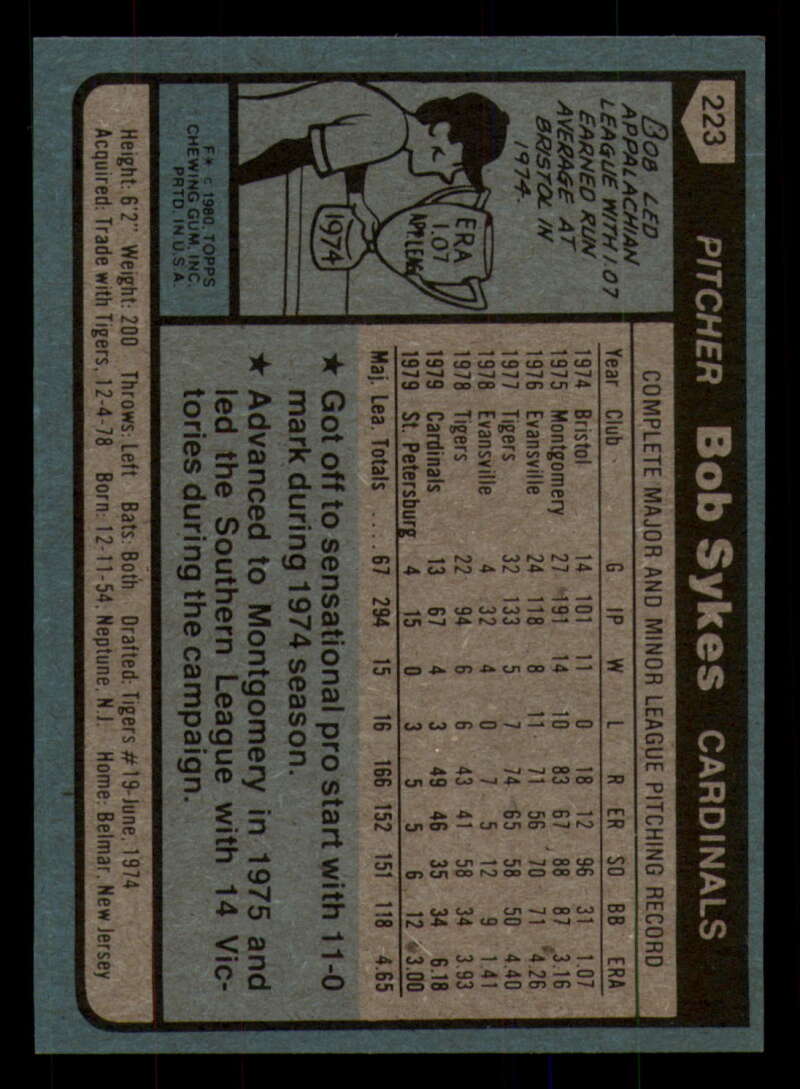 223
PITCHER Bob Sykes CARDINALS
BOB LED
APPALACHIAN
LEAGUE WITH 1.07
EARNED RUN
AVERAGE AT
BRISTOL IN
1974.
ERA
1.07
APP. LEAG
1974
F★ © 1980 TOPPS
CHEWING GUM, INC.
PRTD. IN U.S.A.
COMPLETE MAJOR AND MINOR LEAGUE PITCHING RECORD
Year Club G IP W L R ER SO BB ERA
1974 Bristol 14 101 11 0 18 12 96 31 1.07
1975 Montgomery 27 191 14 10 83 67 88 87 3.16
1976 Evansville 24 118 8 11 71 56 70 71 4.26
1977 Tigers 32 133 5 7 74 65 58 50 4.40
1978 Evansville 4 32 4 0 7 5 12 9 1.41
1978 Tigers 22 94 6 6 43 41 58 34 3.93
1979 Cardinals 13 67 4 3 49 46 35 34 6.18
1979 St. Petersburg 4 15 0 3 5 5 6 12 3.00
Maj. Lea. Totals .... 67 294 15 16 166 152 151 118 4.65
★ Got off to sensational pro start with 11-0
mark during 1974 season.
★ Advanced to Montgomery in 1975 and
led the Southern League with 14 Vic-
tories during the campaign.
Height: 6'2" Weight: 200 Throws: Left Bats: Both Drafted: Tigers #19-June, 1974
Acquired: Trade with Tigers, 12-4-78 Born: 12-11-54, Neptune, N.J. Home: Belmar, New Jersey